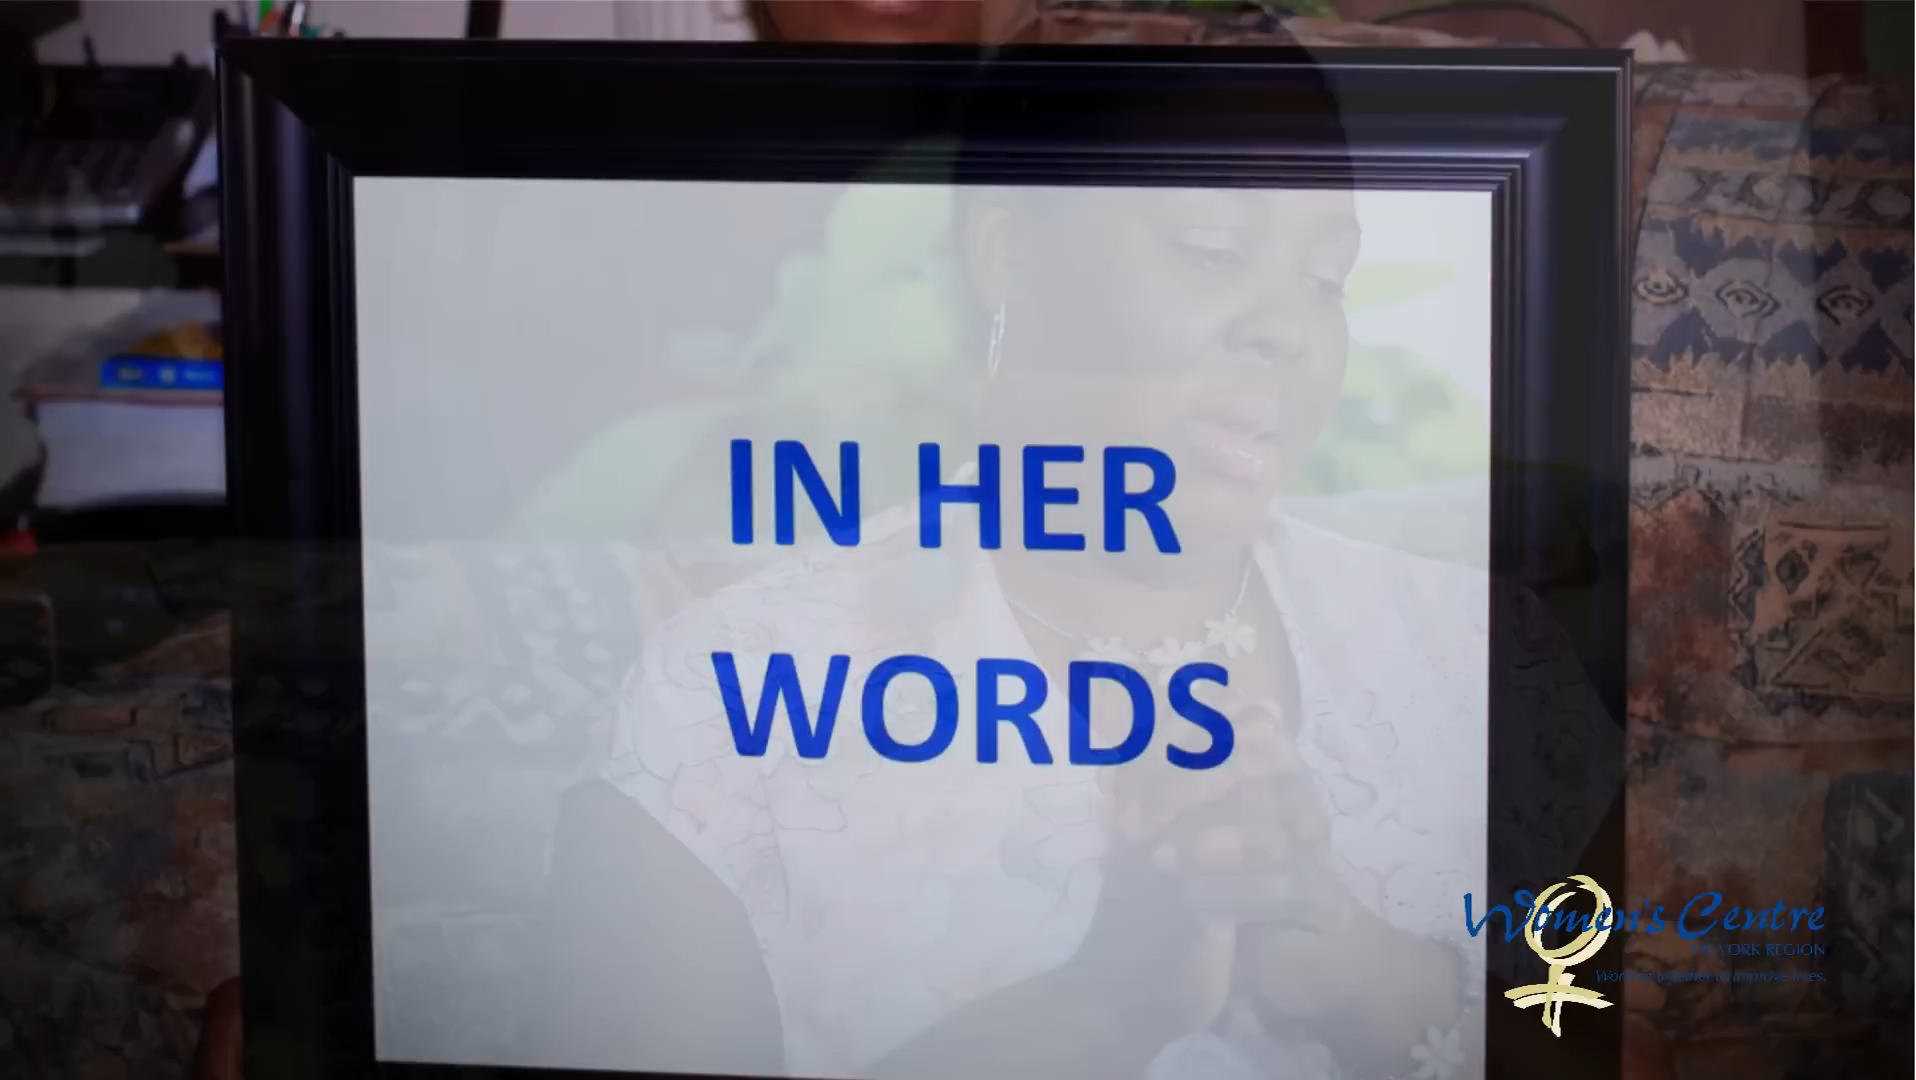 IN HER
WORDS
Women's Centre
OF YORK REGION
Working together to improve lives.